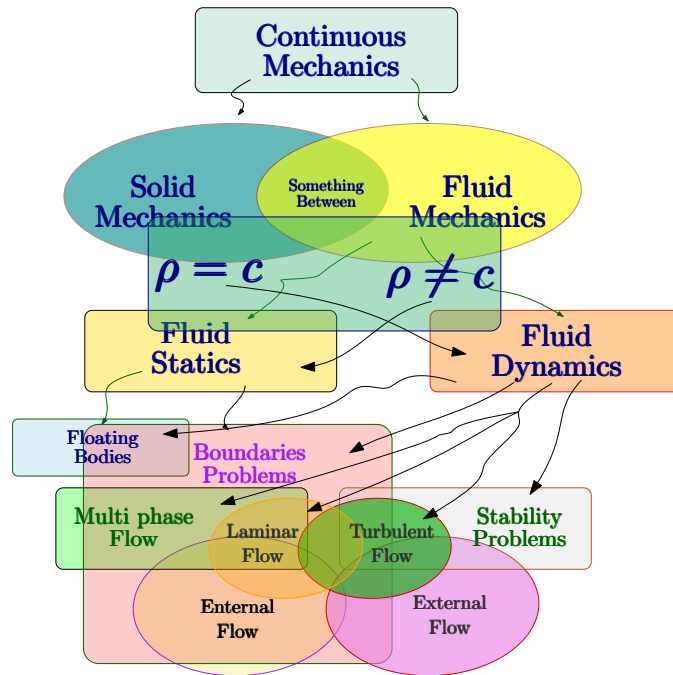 Continuous
Mechanics
Solid
Mechanics
Something
Between
Fluid
Mechanics
ρ = c
ρ ≠ c
Fluid
Statics
Fluid
Dynamics
Floating
Bodies
Boundaries
Problems
Multi phase
Flow
Laminar
Flow
Turbulent
Flow
Stability
Problems
Enternal
Flow
External
Flow